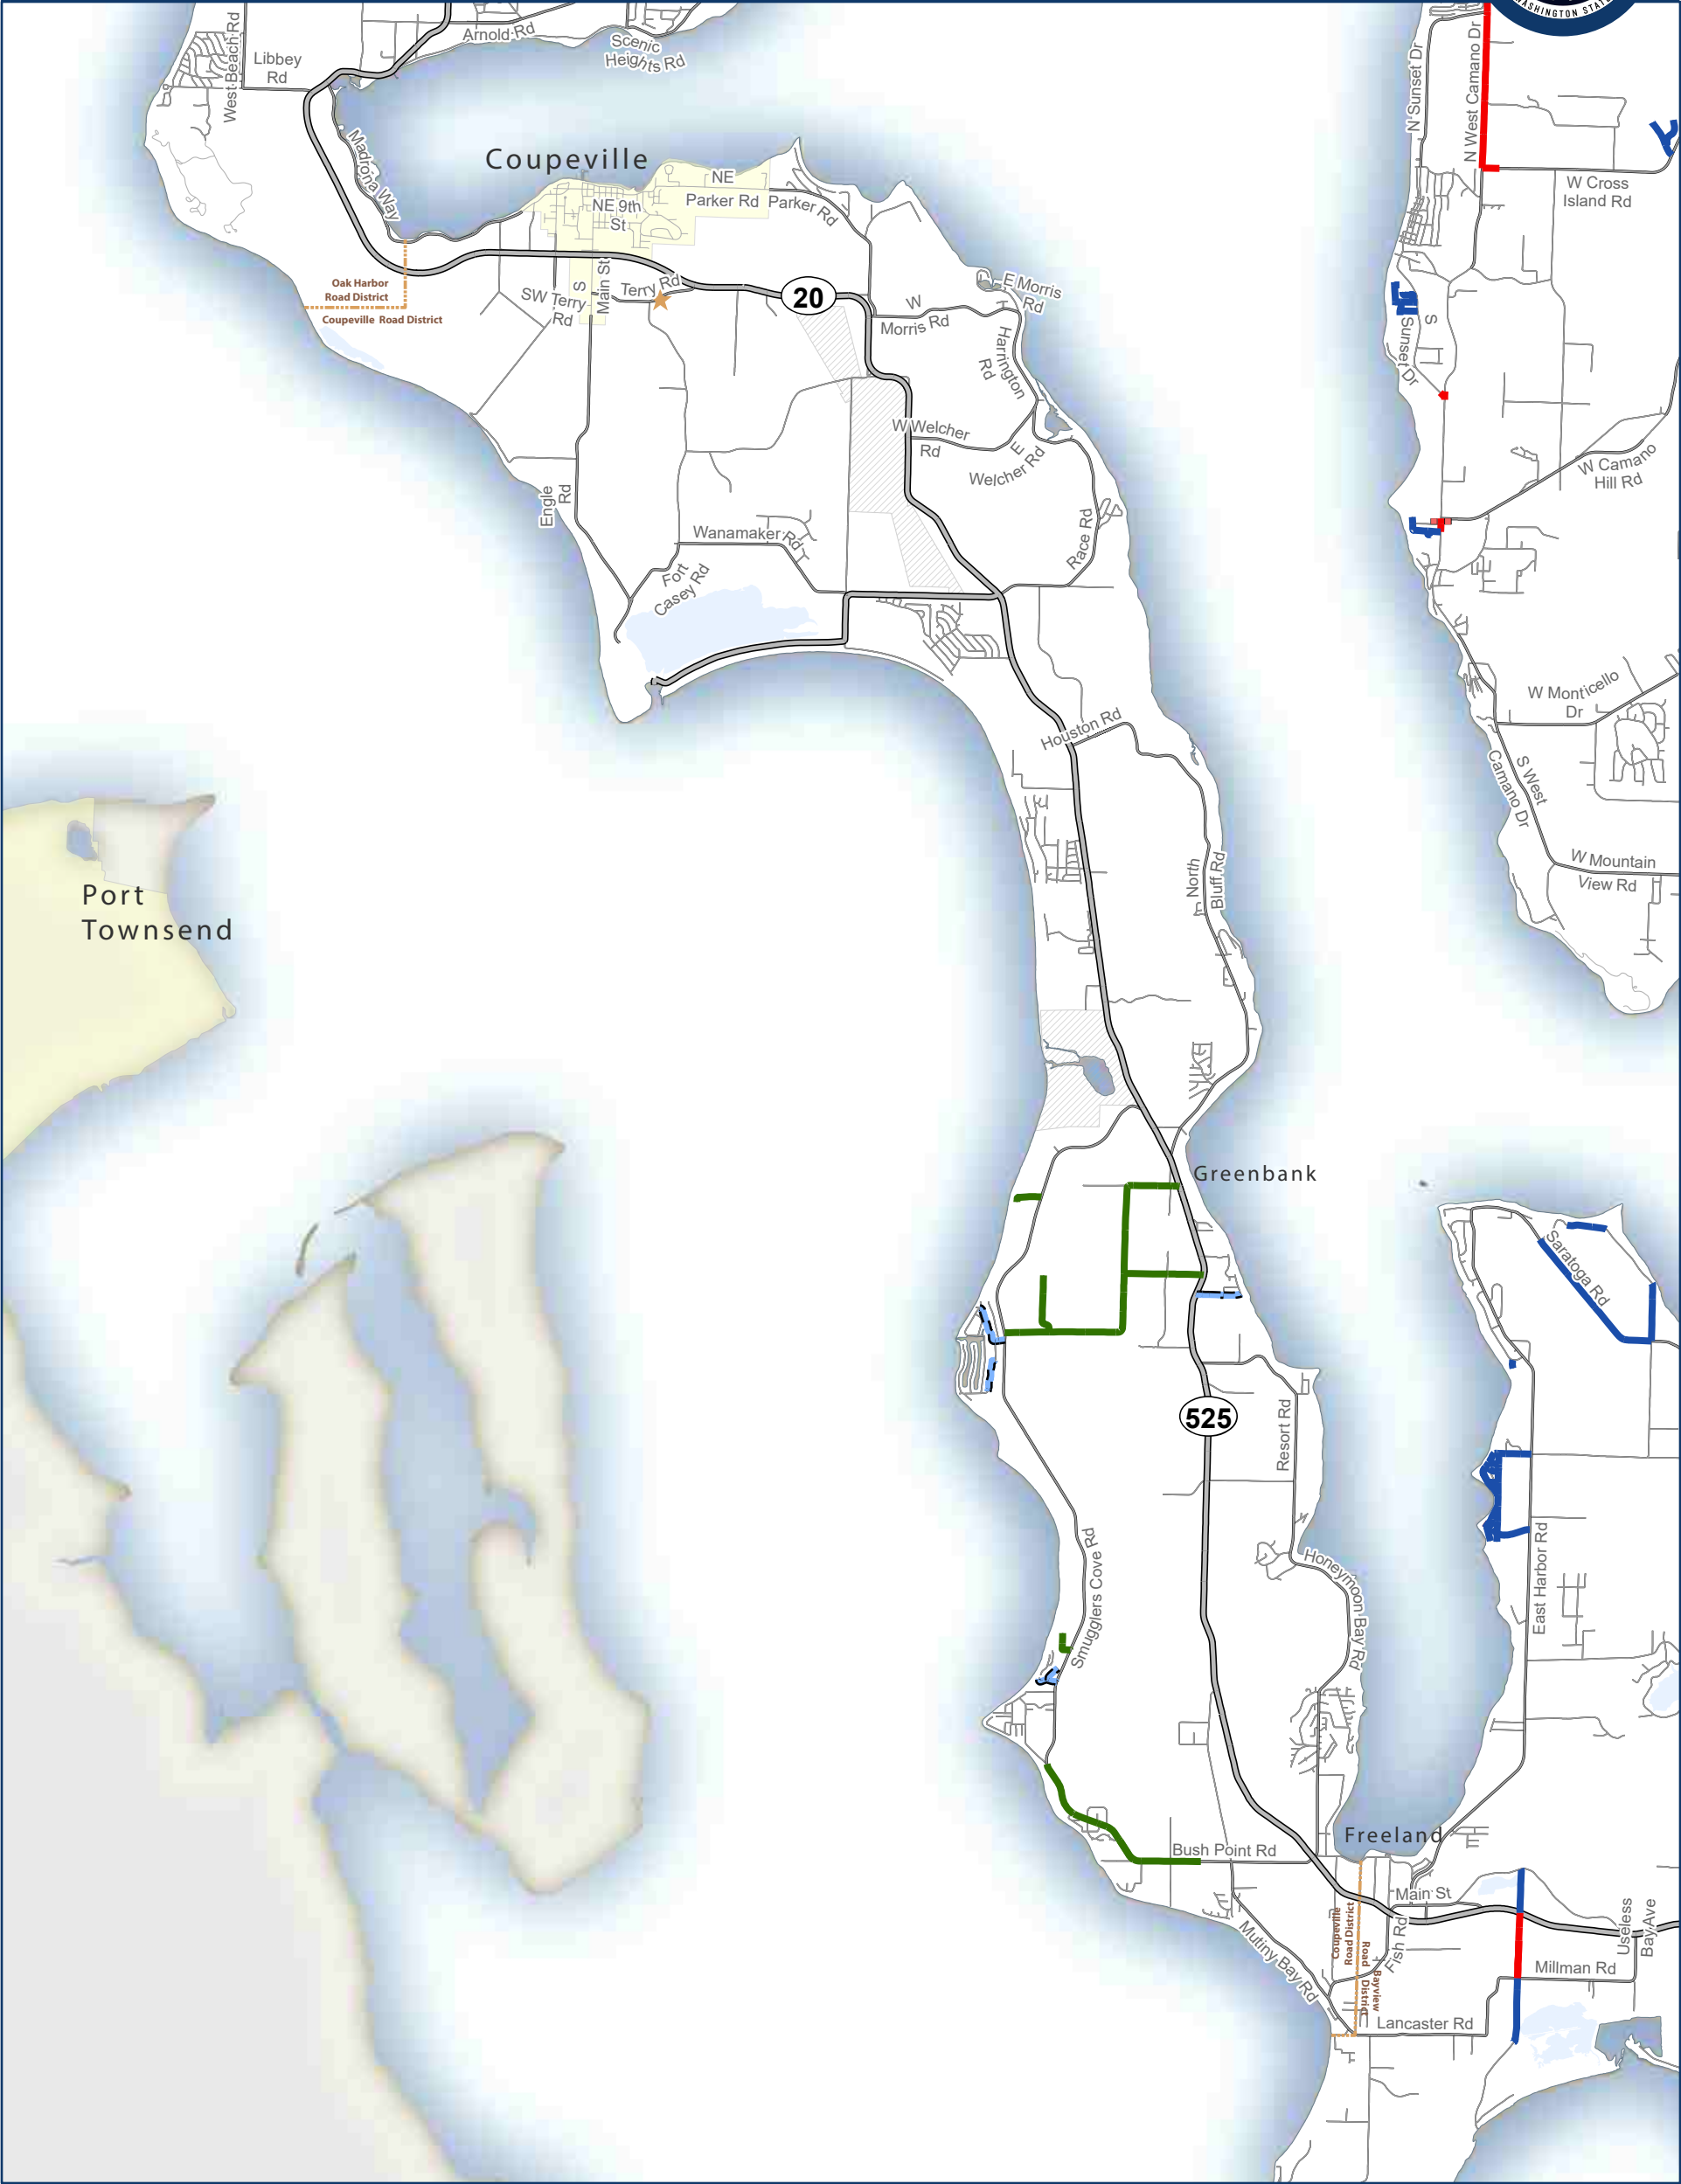 WASHINGTON STATE
Arnold Rd
Scenic
Heights Rd
West Beach Rd
Libbey
Rd
Madrona Way
Coupeville
NE
Parker Rd
Parker Rd
NE 9th
St
Oak Harbor
Road District
Coupeville Road District
SW Terry
Rd
S
Main St
Terry Rd
20
W
Morris Rd
E Morris
Rd
Harrington
Rd
W Welcher
Rd
E
Welcher Rd
Engle
Rd
Wanamaker Rd
Fort
Casey Rd
Race Rd
Houston Rd
North
Bluff Rd
N Sunset Dr
N West Camano Dr
W Cross
Island Rd
S
Sunset Dr
W Camano
Hill Rd
W Monticello
Dr
S West
Camano Dr
W Mountain
View Rd
Port
Townsend
Greenbank
Saratoga Rd
525
Resort Rd
Smugglers Cove Rd
Honeymoon Bay Rd
East Harbor Rd
Freeland
Bush Point Rd
Main St
Mutiny Bay Rd
Coupeville
Road District
Bayview
Road District
Fish Rd
Useless
Bay Ave
Millman Rd
Lancaster Rd